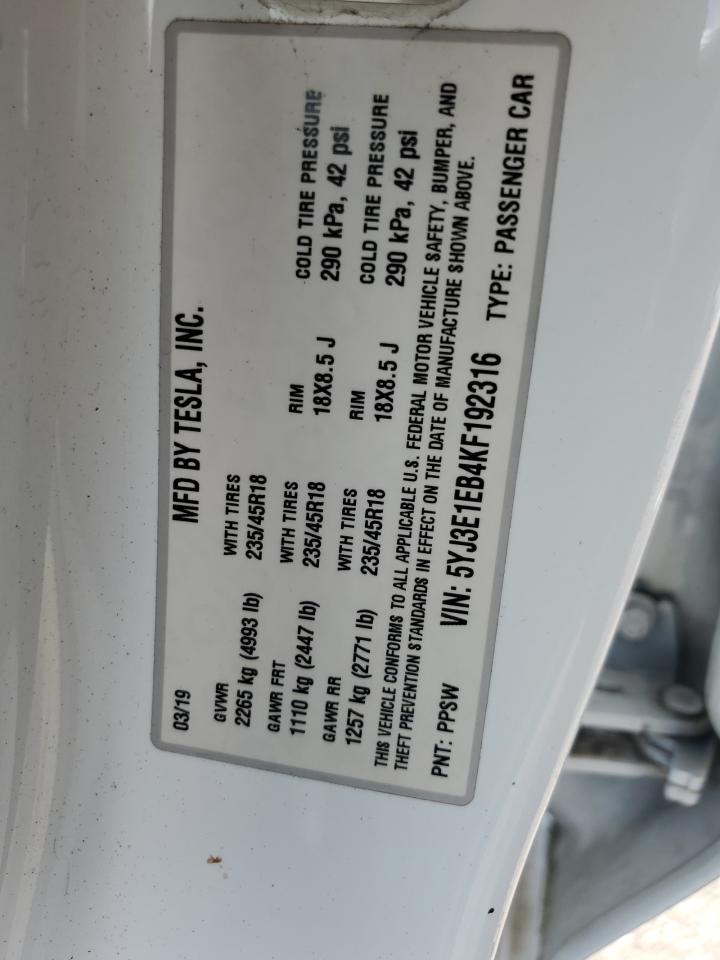 03/19 MFD BY TESLA, INC.
GVWR WITH TIRES
2265 kg (4993 lb) 235/45R18
GAWR FRT WITH TIRES RIM COLD TIRE PRESSURE
1110 kg (2447 lb) 235/45R18 18X8.5 J 290 kPa, 42 psi
GAWR RR WITH TIRES RIM COLD TIRE PRESSURE
1257 kg (2771 lb) 235/45R18 18X8.5 J 290 kPa, 42 psi
THIS VEHICLE CONFORMS TO ALL APPLICABLE U.S. FEDERAL MOTOR VEHICLE SAFETY, BUMPER, AND
THEFT PREVENTION STANDARDS IN EFFECT ON THE DATE OF MANUFACTURE SHOWN ABOVE.
PNT: PPSW VIN: 5YJ3E1EB4KF192316 TYPE: PASSENGER CAR